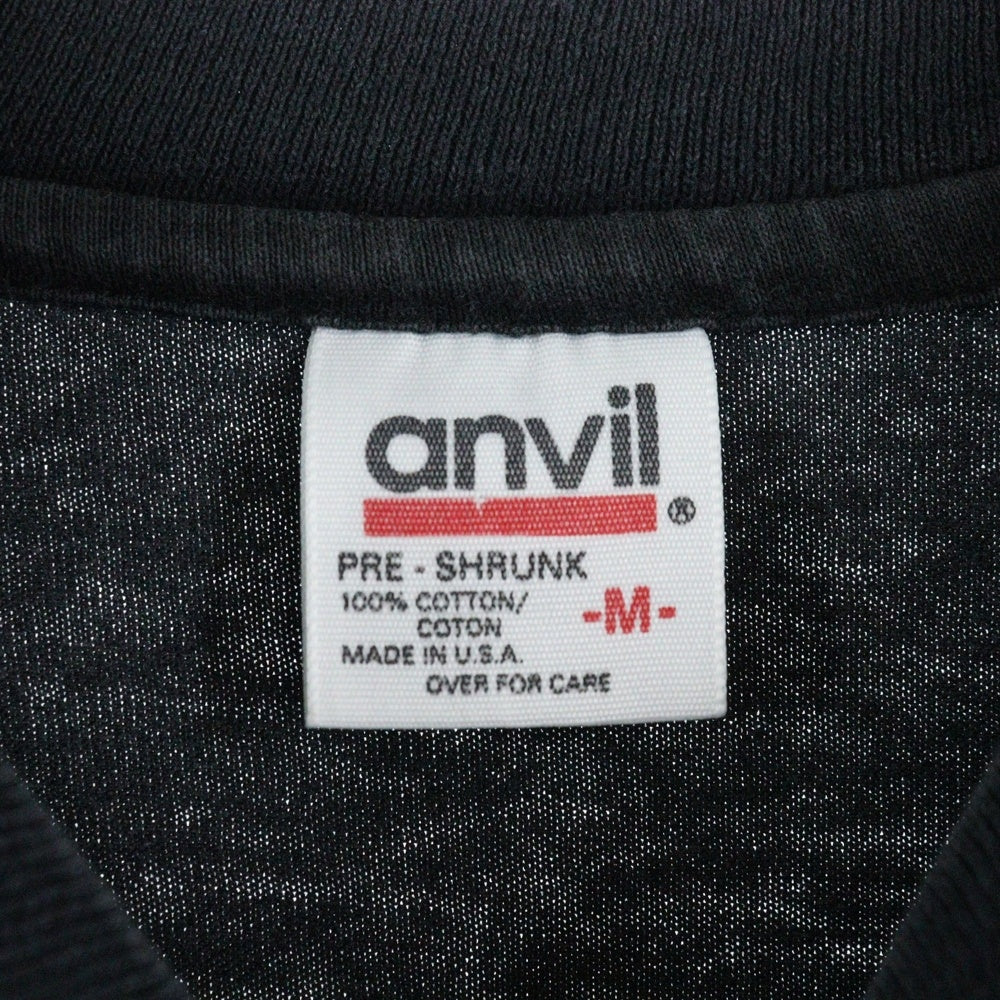 anvil®
PRE - SHRUNK
100% COTTON/
COTON
-M-
MADE IN U.S.A.
OVER FOR CARE